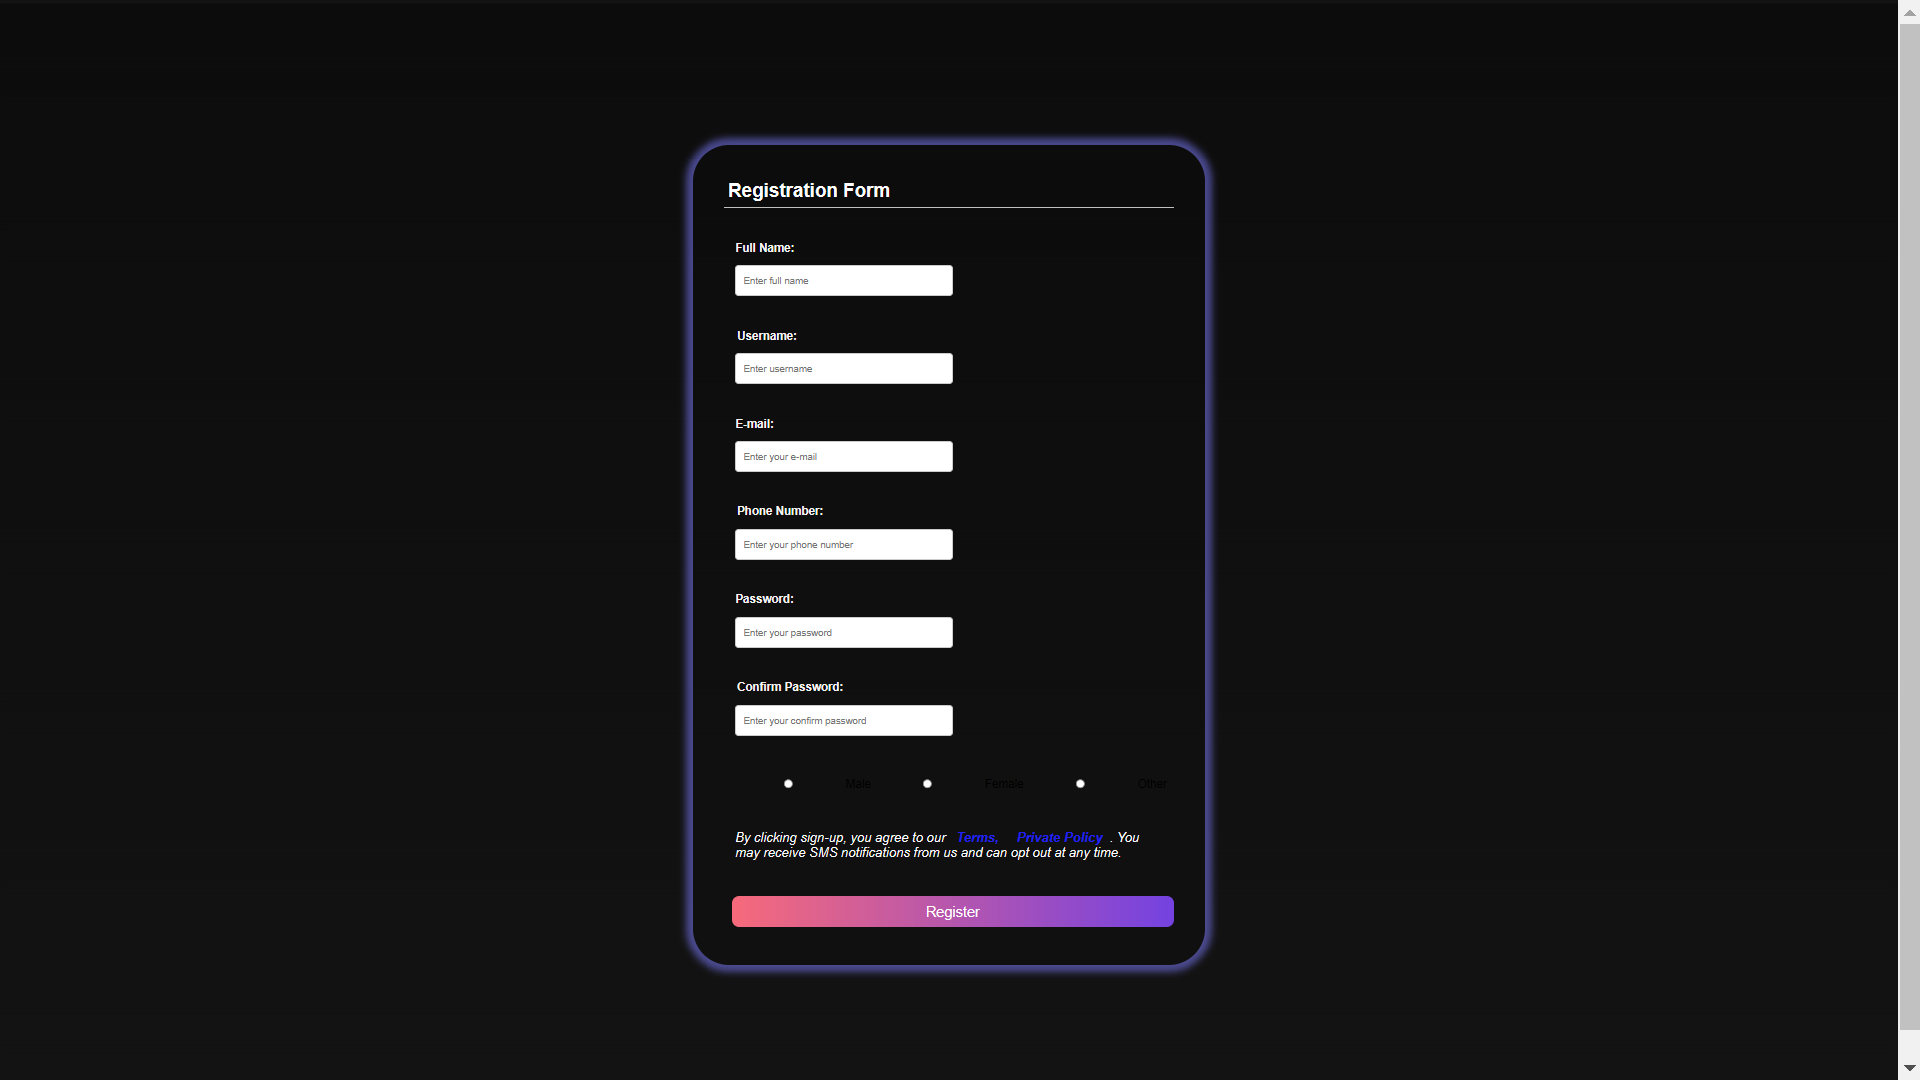 Registration Form
Full Name:
Enter full name
Username:
Enter username
E-mail:
Enter your e-mail
Phone Number:
Enter your phone number
Password:
Enter your password
Confirm Password:
Enter your confirm password
Male Female Other
By clicking sign-up, you agree to our Terms, Private Policy . You
may receive SMS notifications from us and can opt out at any time.
Register